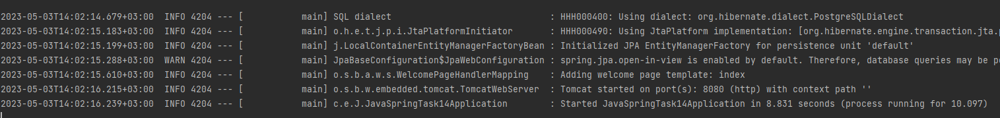 2023-05-03T14:02:14.679+03:00  INFO 4204 --- [           main] SQL dialect                              : HHH000400: Using dialect: org.hibernate.dialect.PostgreSQLDialect
2023-05-03T14:02:15.183+03:00  INFO 4204 --- [           main] o.h.e.t.j.p.i.JtaPlatformInitiator       : HHH000490: Using JtaPlatform implementation: [org.hibernate.engine.transaction.jta.p
2023-05-03T14:02:15.199+03:00  INFO 4204 --- [           main] j.LocalContainerEntityManagerFactoryBean : Initialized JPA EntityManagerFactory for persistence unit 'default'
2023-05-03T14:02:15.288+03:00  WARN 4204 --- [           main] JpaBaseConfiguration$JpaWebConfiguration : spring.jpa.open-in-view is enabled by default. Therefore, database queries may be pe
2023-05-03T14:02:15.610+03:00  INFO 4204 --- [           main] o.s.b.a.w.s.WelcomePageHandlerMapping    : Adding welcome page template: index
2023-05-03T14:02:16.215+03:00  INFO 4204 --- [           main] o.s.b.w.embedded.tomcat.TomcatWebServer  : Tomcat started on port(s): 8080 (http) with context path ''
2023-05-03T14:02:16.239+03:00  INFO 4204 --- [           main] c.e.J.JavaSpringTask14Application        : Started JavaSpringTask14Application in 8.831 seconds (process running for 10.097)